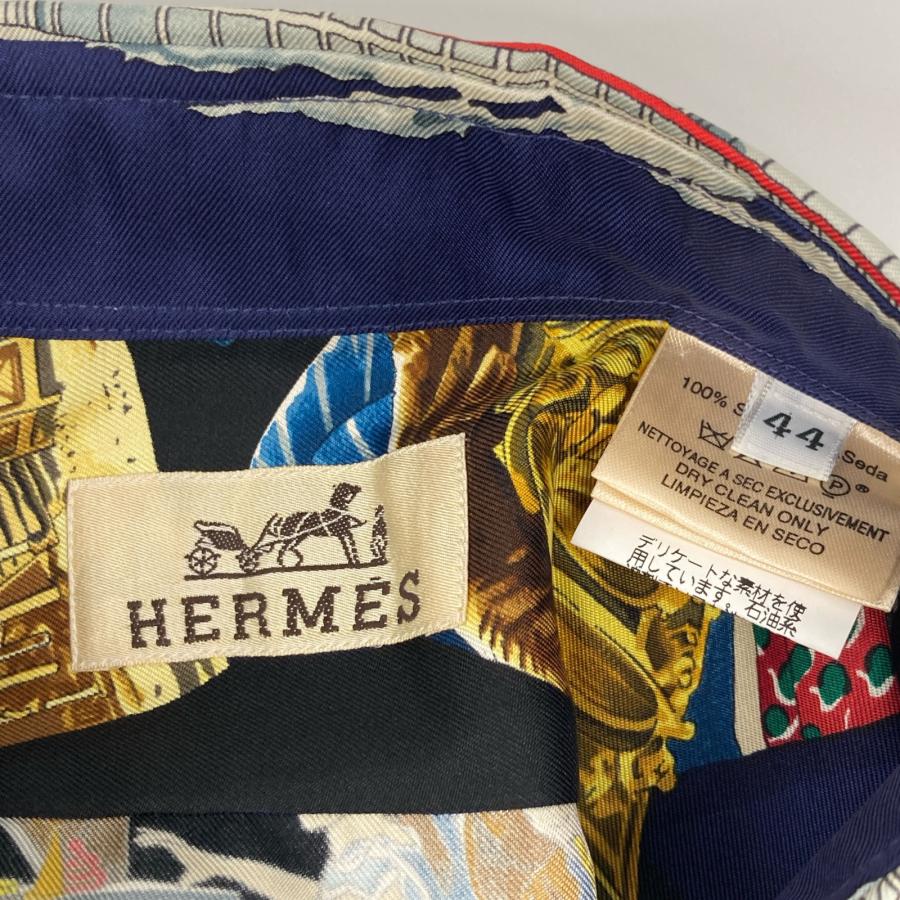 HERMÈS
100% S
44
Seda
P
NETTOYAGE A SEC EXCLUSIVEMENT
DRY CLEAN ONLY
LIMPIEZA EN SECO
デリケートな素材を使
用しています。石油系